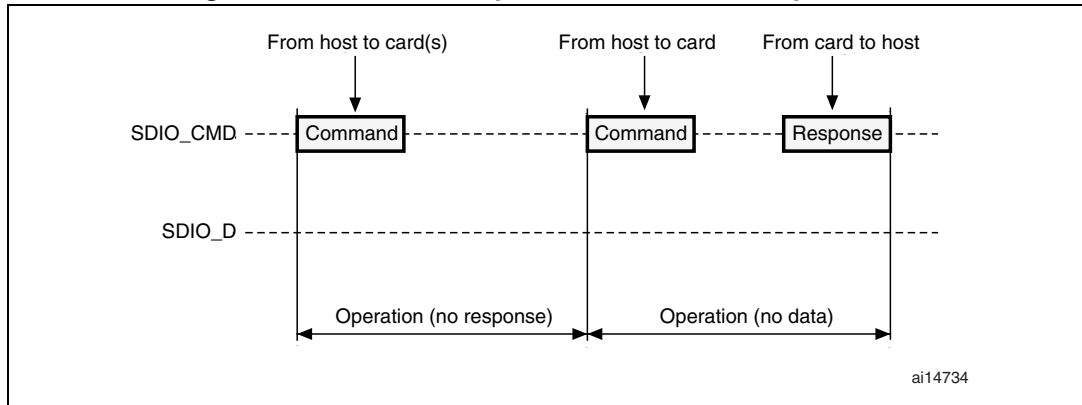 From host to card(s) From host to card From card to host
SDIO_CMD Command Command Response
SDIO_D
Operation (no response) Operation (no data)
ai14734